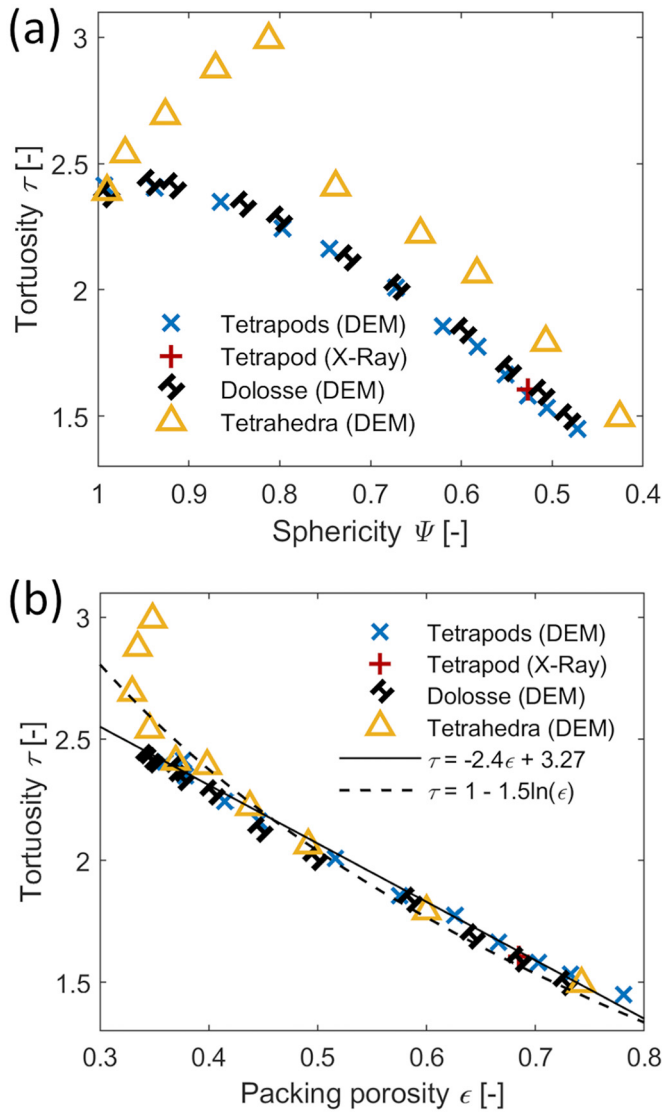 (a)
3
2.5
2
1.5
Tortuosity τ [-]
Tetrapods (DEM)
Tetrapod (X-Ray)
Dolosse (DEM)
Tetrahedra (DEM)
1 0.9 0.8 0.7 0.6 0.5 0.4
Sphericity Ψ [-]
(b)
3
2.5
2
1.5
Tortuosity τ [-]
Tetrapods (DEM)
Tetrapod (X-Ray)
Dolosse (DEM)
Tetrahedra (DEM)
τ = -2.4ϵ + 3.27
τ = 1 - 1.5ln(ϵ)
0.3 0.4 0.5 0.6 0.7 0.8
Packing porosity ϵ [-]